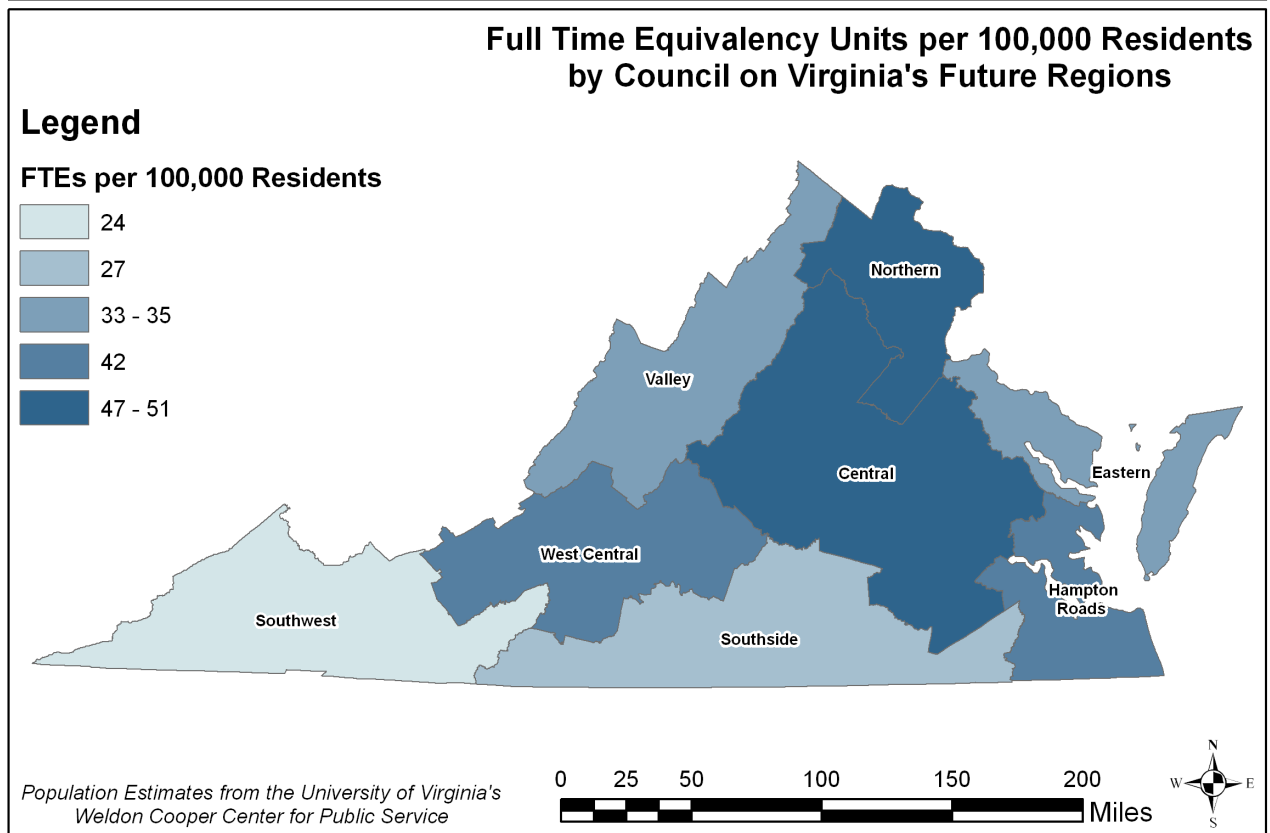 Full Time Equivalency Units per 100,000 Residents
by Council on Virginia's Future Regions
Legend
FTEs per 100,000 Residents
24
27
33 - 35
42
47 - 51
Northern
Valley
Central
Eastern
West Central
Hampton
Roads
Southwest
Southside
Population Estimates from the University of Virginia's
Weldon Cooper Center for Public Service
0 25 50 100 150 200
Miles
N
W E
S